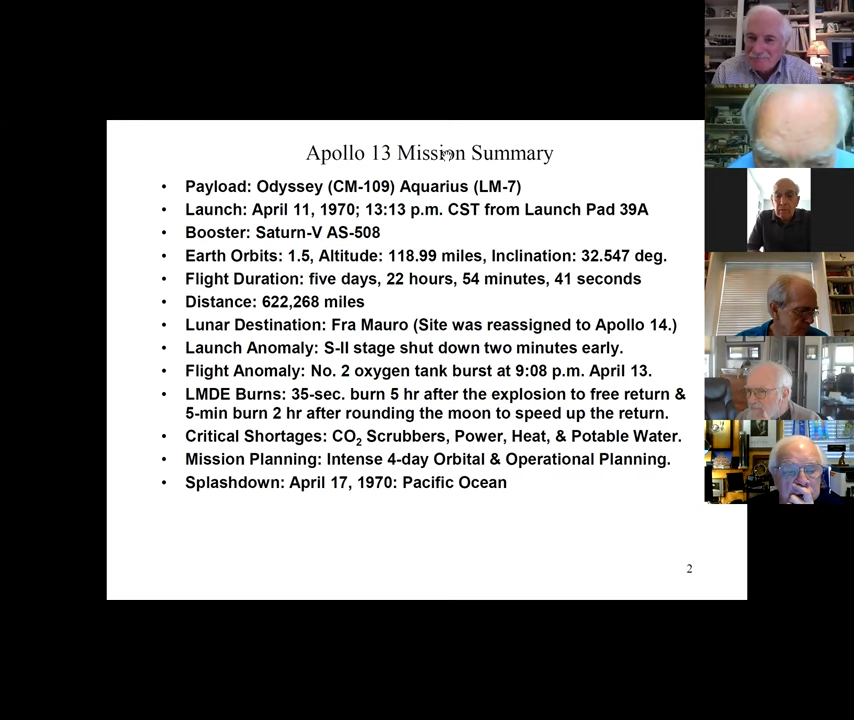 Apollo 13 Mission Summary
• Payload: Odyssey (CM-109) Aquarius (LM-7)
• Launch: April 11, 1970; 13:13 p.m. CST from Launch Pad 39A
• Booster: Saturn-V AS-508
• Earth Orbits: 1.5, Altitude: 118.99 miles, Inclination: 32.547 deg.
• Flight Duration: five days, 22 hours, 54 minutes, 41 seconds
• Distance: 622,268 miles
• Lunar Destination: Fra Mauro (Site was reassigned to Apollo 14.)
• Launch Anomaly: S-II stage shut down two minutes early.
• Flight Anomaly: No. 2 oxygen tank burst at 9:08 p.m. April 13.
• LMDE Burns: 35-sec. burn 5 hr after the explosion to free return &
5-min burn 2 hr after rounding the moon to speed up the return.
• Critical Shortages: CO₂ Scrubbers, Power, Heat, & Potable Water.
• Mission Planning: Intense 4-day Orbital & Operational Planning.
• Splashdown: April 17, 1970: Pacific Ocean
2